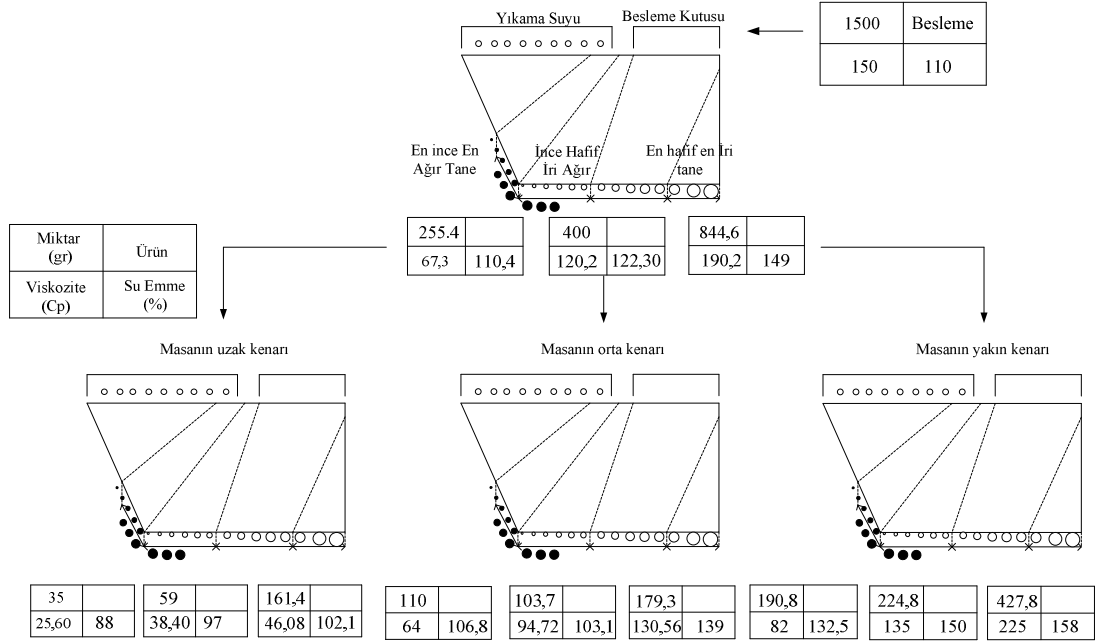 Yıkama Suyu
Besleme Kutusu
1500 Besleme
150 110
En ince En
Ağır Tane
İnce Hafif
İri Ağır
En hafif en İri
tane
Miktar
(gr)
Ürün
Viskozite
(Cp)
Su Emme
(%)
255.4
67,3 110,4
400
120,2 122,30
844,6
190,2 149
Masanın uzak kenarı
Masanın orta kenarı
Masanın yakın kenarı
35
25,60 88
59
38,40 97
161,4
46,08 102,1
110
64 106,8
103,7
94,72 103,1
179,3
130,56 139
190,8
82 132,5
224,8
135 150
427,8
225 158